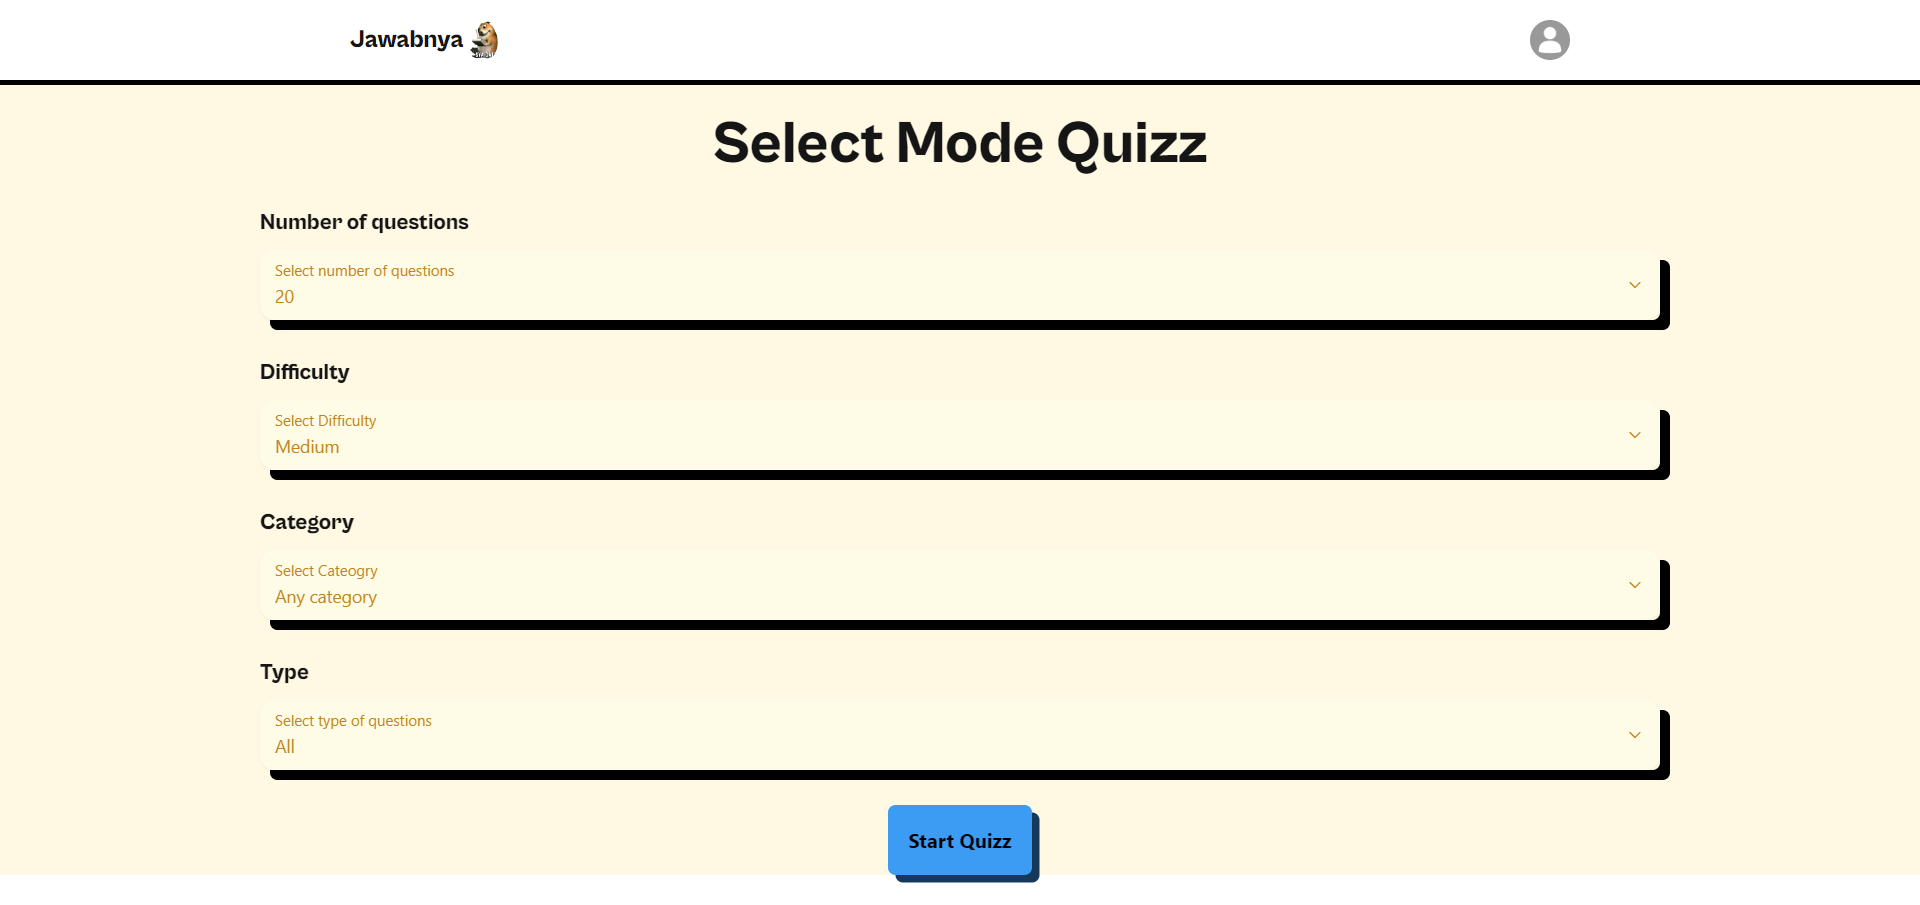 Jawabnya
Select Mode Quizz
Number of questions
Select number of questions
20
Difficulty
Select Difficulty
Medium
Category
Select Cateogry
Any category
Type
Select type of questions
All
Start Quizz